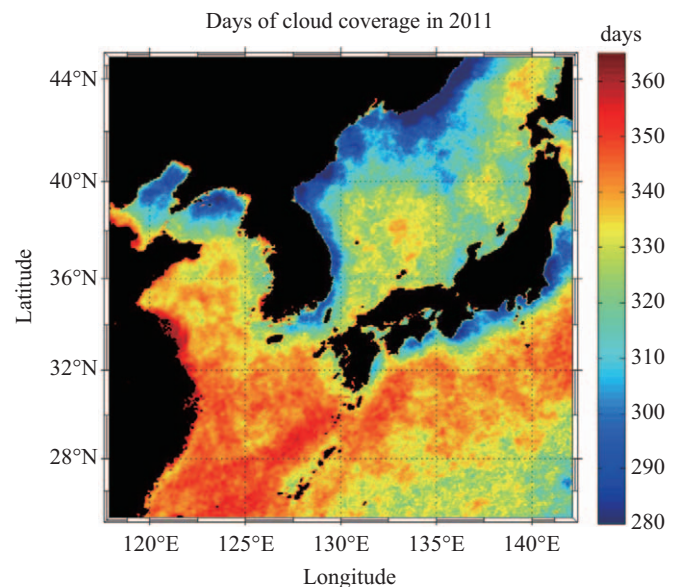 Days of cloud coverage in 2011
days
44°N
40°N
36°N
32°N
28°N
Latitude
120°E 125°E 130°E 135°E 140°E
Longitude
360
350
340
330
320
310
300
290
280